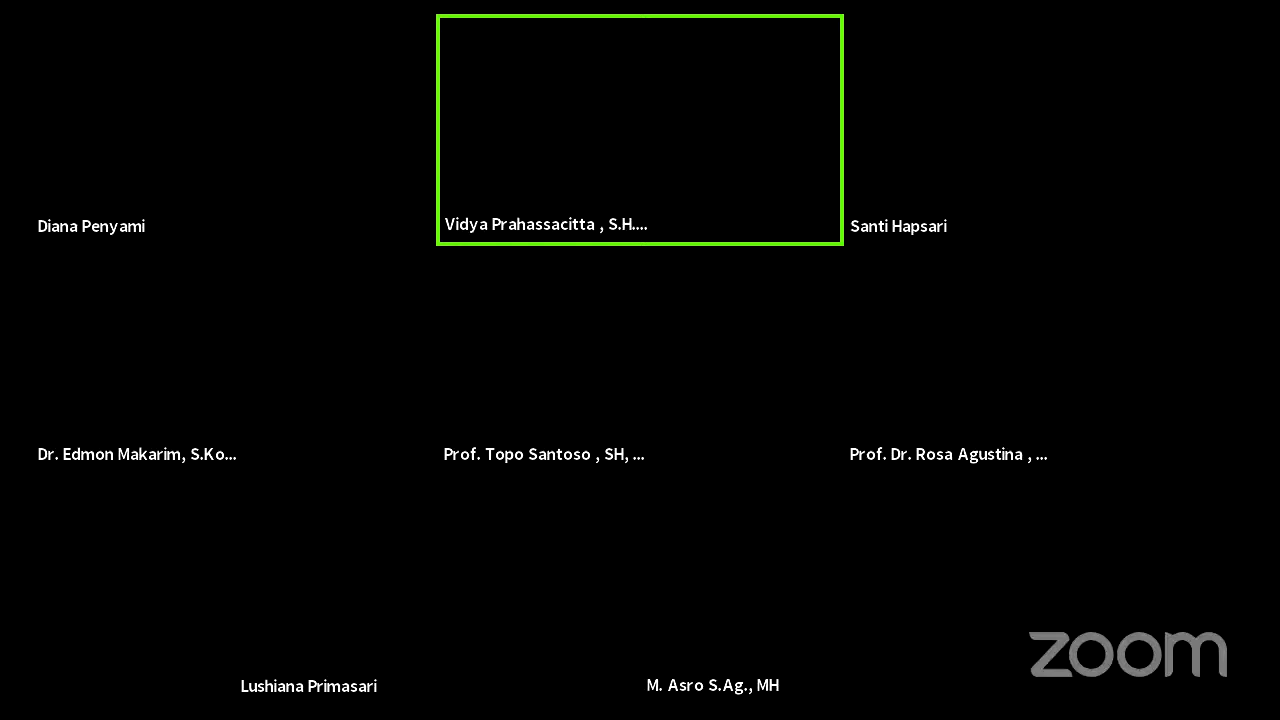 Diana Penyami
Vidya Prahassacitta , S.H....
Santi Hapsari
Dr. Edmon Makarim, S.Ko...
Prof. Topo Santoso , SH, ...
Prof. Dr. Rosa Agustina , ...
Lushiana Primasari
M. Asro S.Ag., MH
zoom